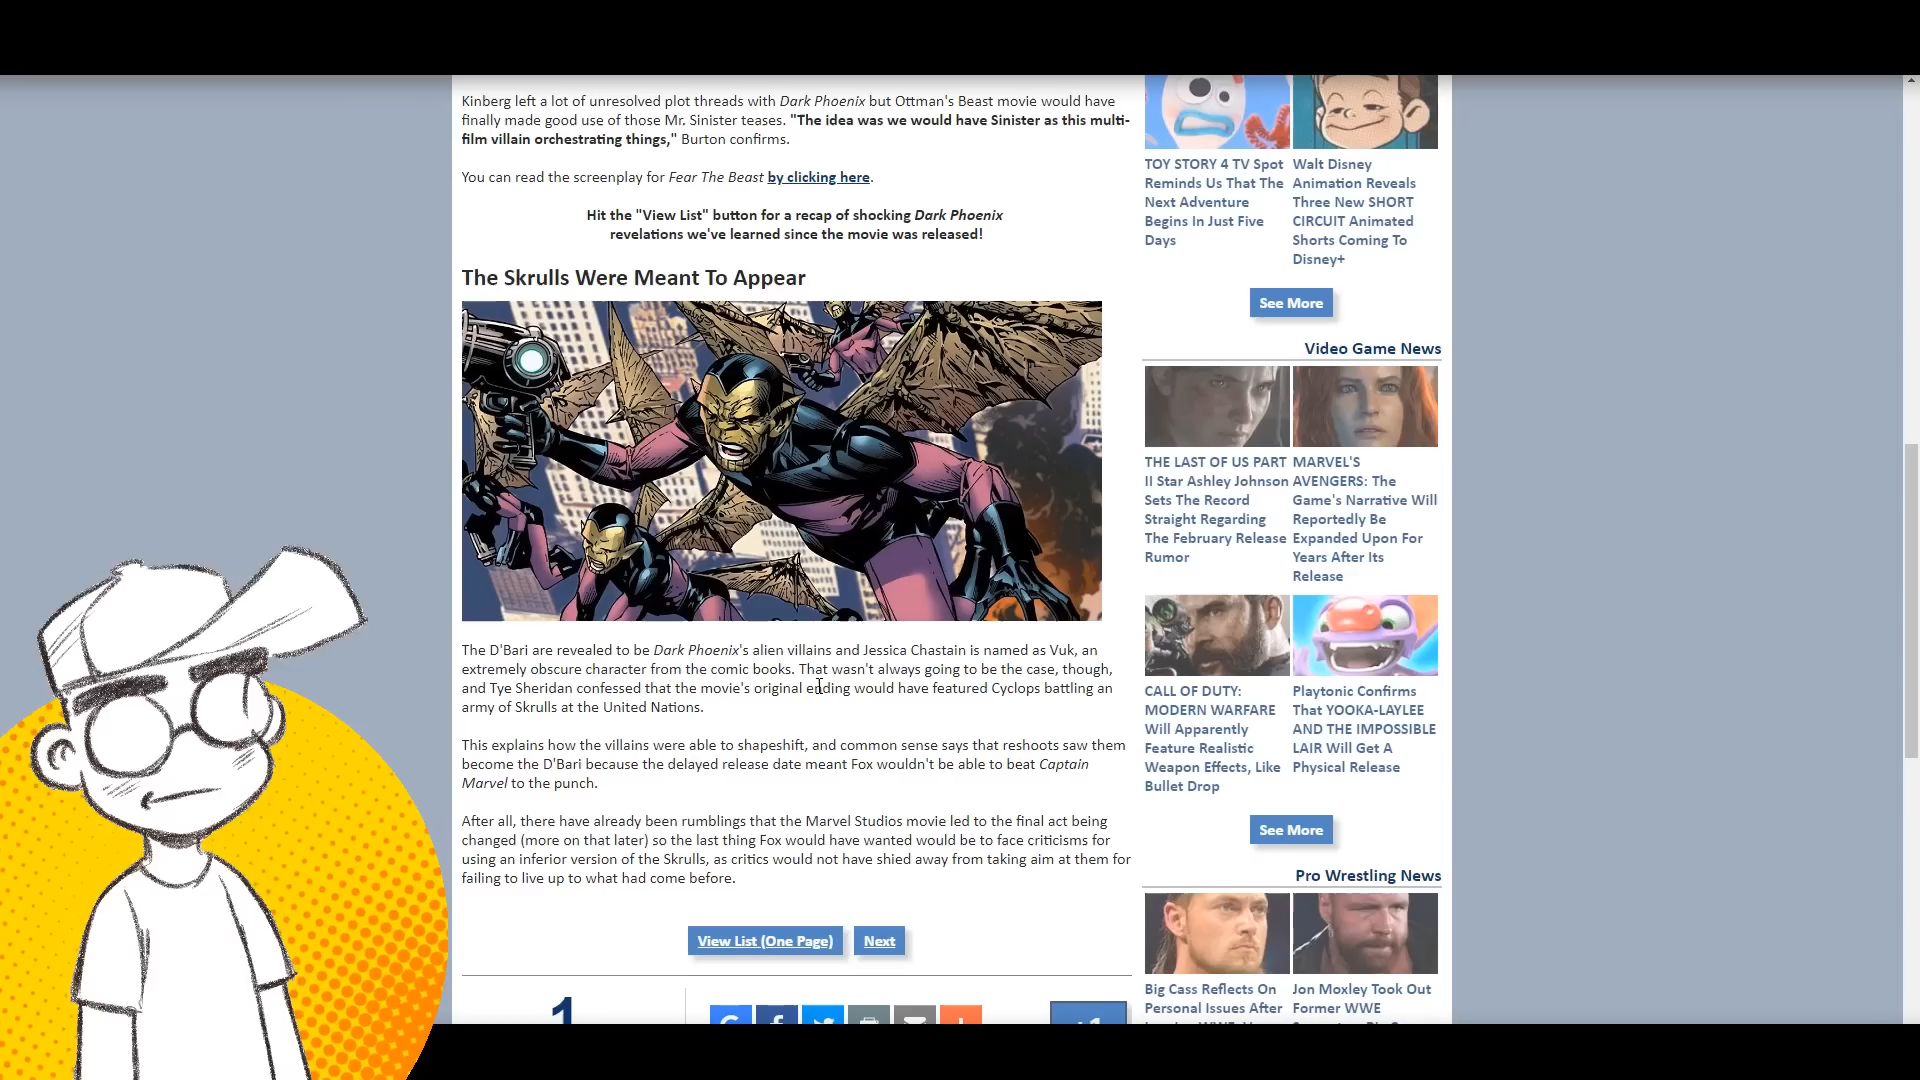 Kinberg left a lot of unresolved plot threads with Dark Phoenix but Ottman's Beast movie would have
finally made good use of those Mr. Sinister teases. "The idea was we would have Sinister as this multi-
film villain orchestrating things," Burton confirms.
You can read the screenplay for Fear The Beast by clicking here.
Hit the "View List" button for a recap of shocking Dark Phoenix
revelations we've learned since the movie was released!
The Skrulls Were Meant To Appear
The D'Bari are revealed to be Dark Phoenix's alien villains and Jessica Chastain is named as Vuk, an
extremely obscure character from the comic books. That wasn't always going to be the case, though,
and Tye Sheridan confessed that the movie's original ending would have featured Cyclops battling an
army of Skrulls at the United Nations.
This explains how the villains were able to shapeshift, and common sense says that reshoots saw them
become the D'Bari because the delayed release date meant Fox wouldn't be able to beat Captain
Marvel to the punch.
After all, there have already been rumblings that the Marvel Studios movie led to the final act being
changed (more on that later) so the last thing Fox would have wanted would be to face criticisms for
using an inferior version of the Skrulls, as critics would not have shied away from taking aim at them for
failing to live up to what had come before.
View List (One Page)
Next
1
TOY STORY 4 TV Spot
Reminds Us That The
Next Adventure
Begins In Just Five
Days
Walt Disney
Animation Reveals
Three New SHORT
CIRCUIT Animated
Shorts Coming To
Disney+
See More
Video Game News
THE LAST OF US PART
II Star Ashley Johnson
Sets The Record
Straight Regarding
The February Release
Rumor
MARVEL'S
AVENGERS: The
Game's Narrative Will
Reportedly Be
Expanded Upon For
Years After Its
Release
CALL OF DUTY:
MODERN WARFARE
Will Apparently
Feature Realistic
Weapon Effects, Like
Bullet Drop
Playtonic Confirms
That YOOKA-LAYLEE
AND THE IMPOSSIBLE
LAIR Will Get A
Physical Release
See More
Pro Wrestling News
Big Cass Reflects On
Personal Issues After
Jon Moxley Took Out
Former WWE